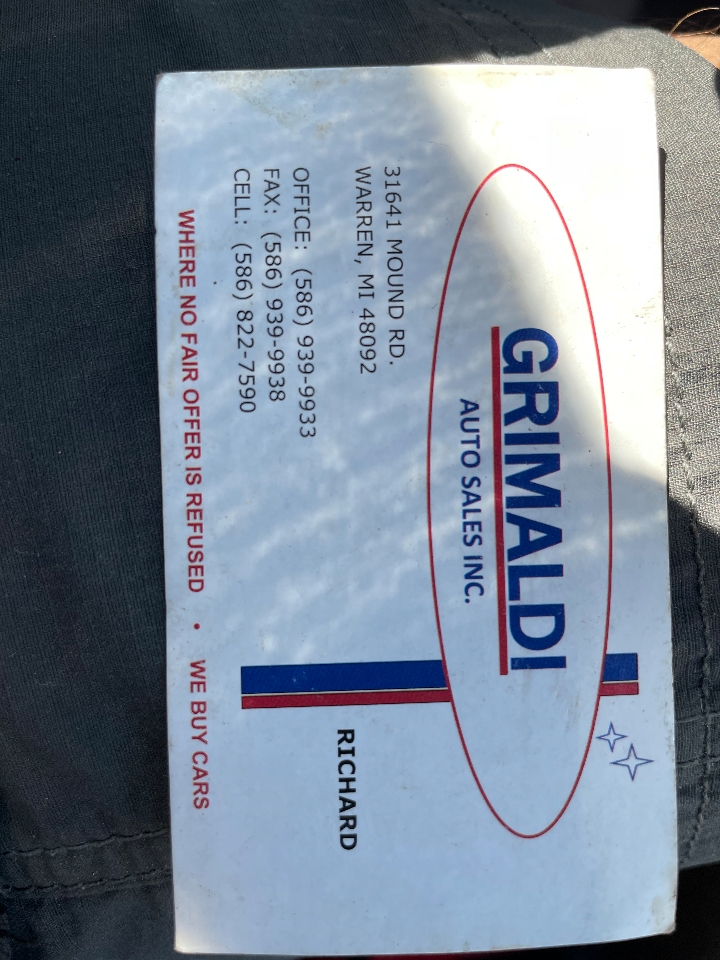 GRIMALDI
AUTO SALES INC.
31641 MOUND RD.
WARREN, MI 48092
RICHARD
OFFICE: (586) 939-9933
FAX: (586) 939-9938
CELL: (586) 822-7590
WHERE NO FAIR OFFER IS REFUSED • WE BUY CARS